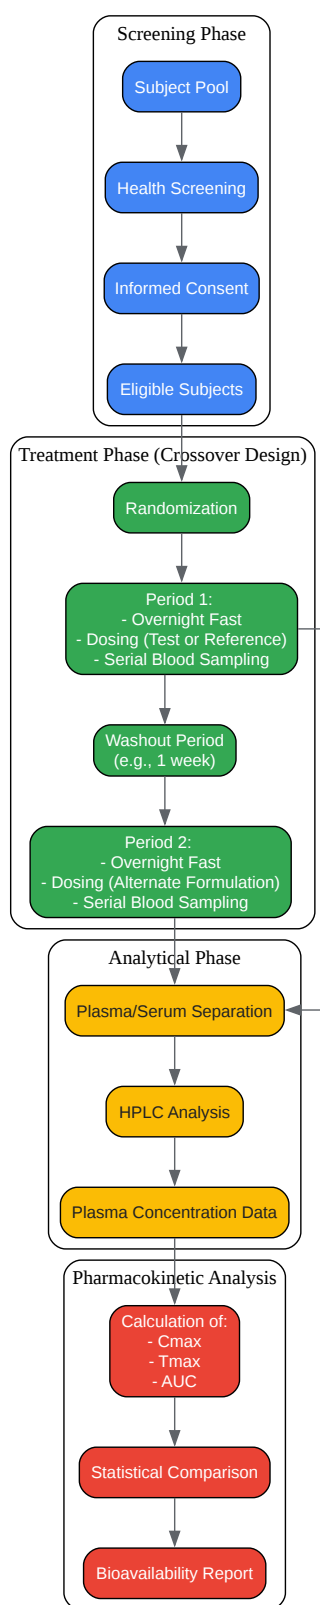 Screening Phase
Subject Pool
Health Screening
Informed Consent
Eligible Subjects
Treatment Phase (Crossover Design)
Randomization
Period 1:
- Overnight Fast
- Dosing (Test or Reference)
- Serial Blood Sampling
Washout Period
(e.g., 1 week)
Period 2:
- Overnight Fast
- Dosing (Alternate Formulation)
- Serial Blood Sampling
Analytical Phase
Plasma/Serum Separation
HPLC Analysis
Plasma Concentration Data
Pharmacokinetic Analysis
Calculation of:
- Cmax
- Tmax
- AUC
Statistical Comparison
Bioavailability Report